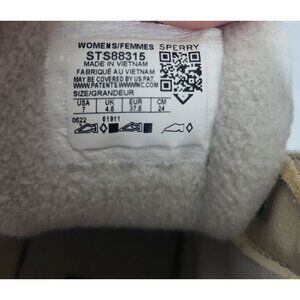 WOMENS/FEMMES SPERRY
STS88315
MADE IN VIETNAM
FABRIQUÉ AU VIETNAM
MAY BE COVERED BY US PAT
WWW.PATENTS.WWWINC.COM
SIZE/GRANDEUR
USA UK EUR CM
7 4.5 37.5 24
0522 61911